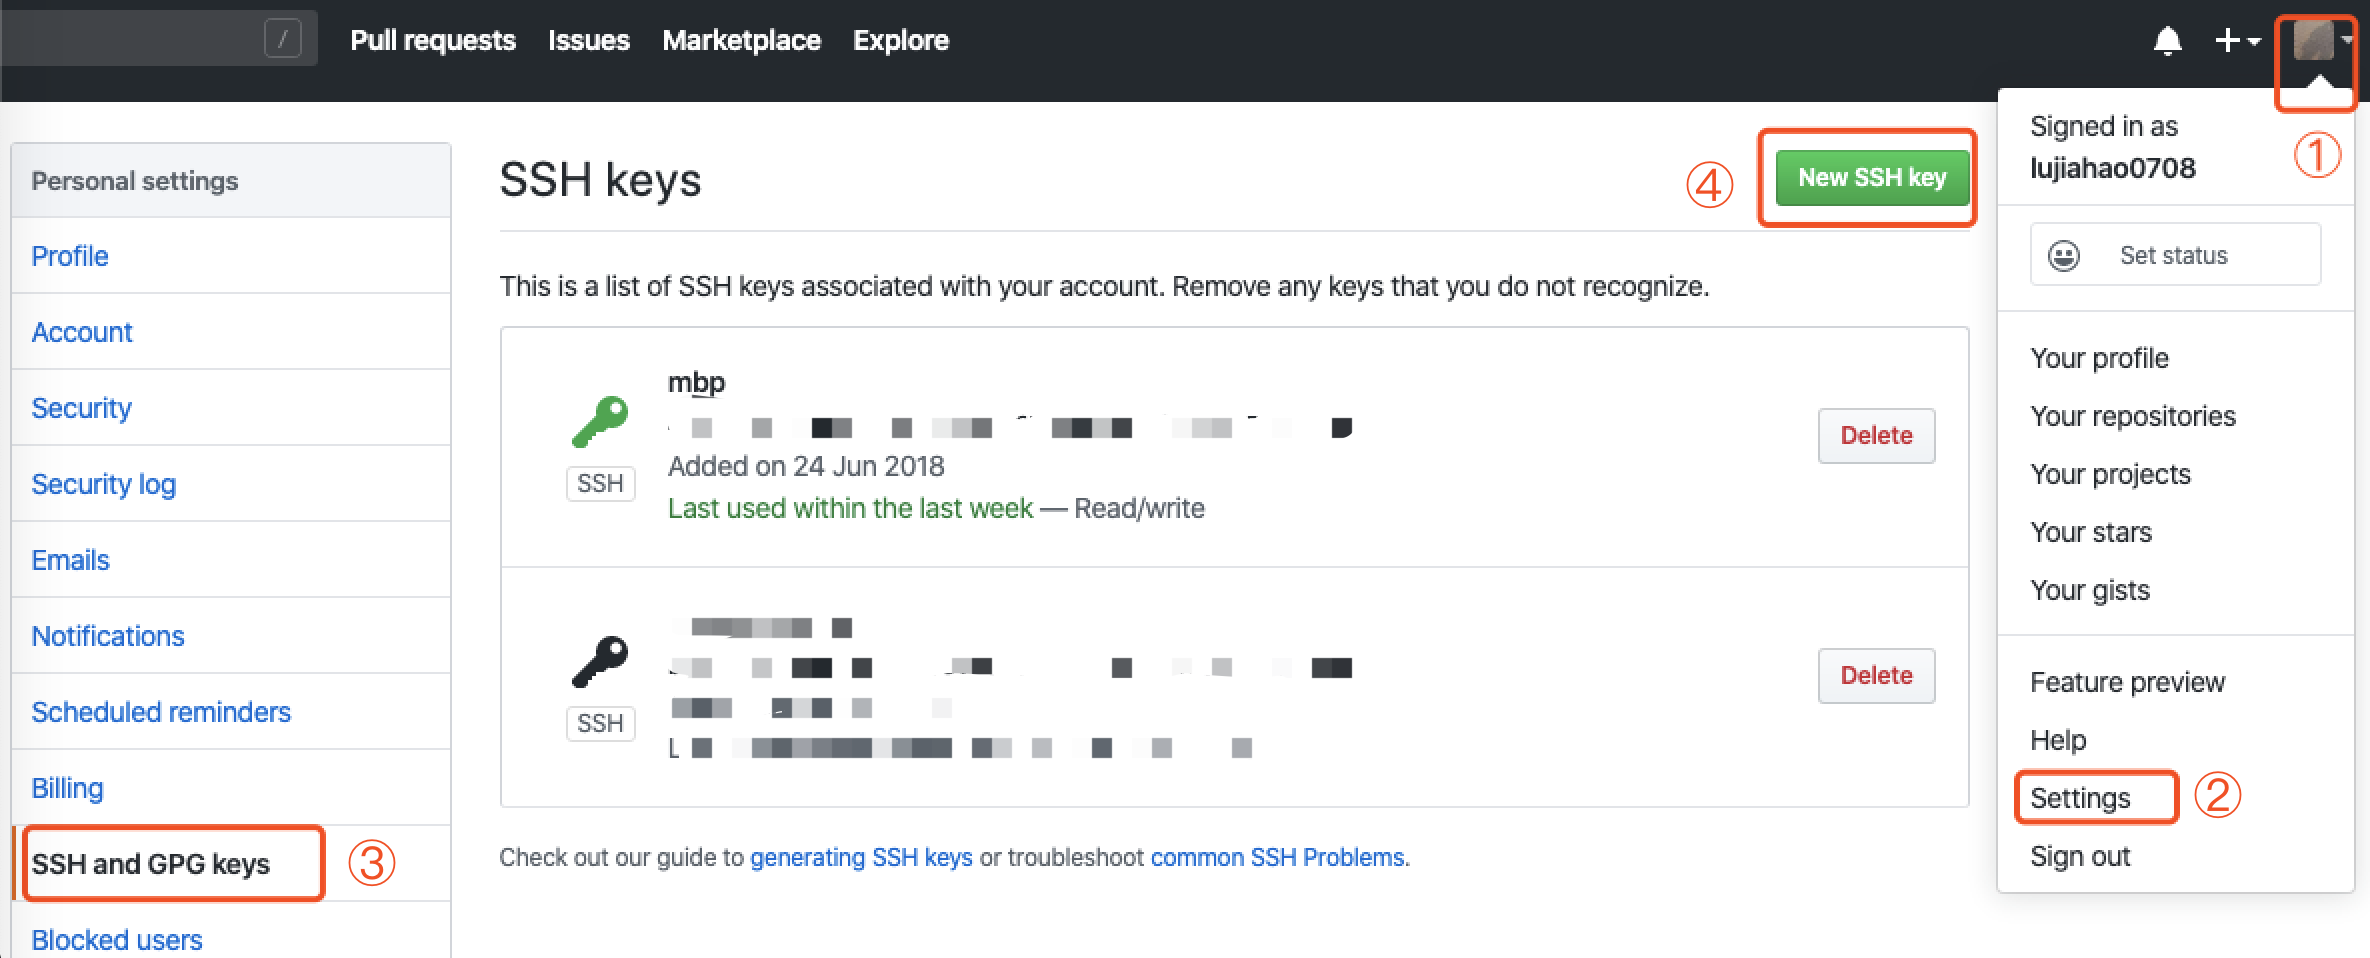 /
Pull requests
Issues
Marketplace
Explore
Signed in as
lujiahao0708
①
Set status
Your profile
Your repositories
Your projects
Your stars
Your gists
Feature preview
Help
Settings
②
Sign out
Personal settings
Profile
Account
Security
Security log
Emails
Notifications
Scheduled reminders
Billing
SSH and GPG keys
③
Blocked users
SSH keys
④
New SSH key
This is a list of SSH keys associated with your account. Remove any keys that you do not recognize.
mbp
SSH
Added on 24 Jun 2018
Last used within the last week — Read/write
Delete
SSH
Delete
Check out our guide to generating SSH keys or troubleshoot common SSH Problems.